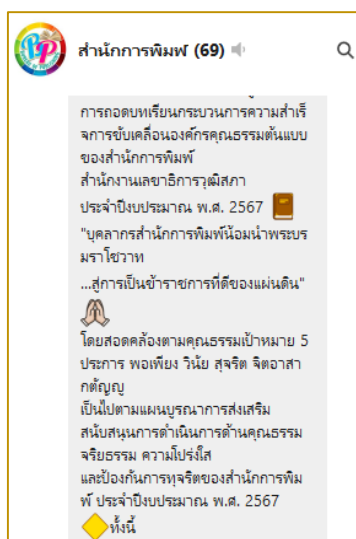 สำนักการพิมพ์ (69)
การถอดบทเรียนกระบวนการความสำเร็
จการขับเคลื่อนองค์กรคุณธรรมต้นแบบ
ของสำนักการพิมพ์
สำนักงานเลขาธิการวุฒิสภา
ประจำปีงบประมาณ พ.ศ. 2567
"บุคลากรสำนักการพิมพ์น้อมนำพระบร
มราโชวาท
...สู่การเป็นข้าราชการที่ดีของแผ่นดิน"
โดยสอดคล้องตามคุณธรรมเป้าหมาย 5
ประการ พอเพียง วินัย สุจริต จิตอาสา
กตัญญู
เป็นไปตามแผนบูรณาการส่งเสริม
สนับสนุนการดำเนินการด้านคุณธรรม
จริยธรรม ความโปร่งใส
และป้องกันการทุจริตของสำนักการพิม
พ์ ประจำปีงบประมาณ พ.ศ. 2567
ทั้งนี้